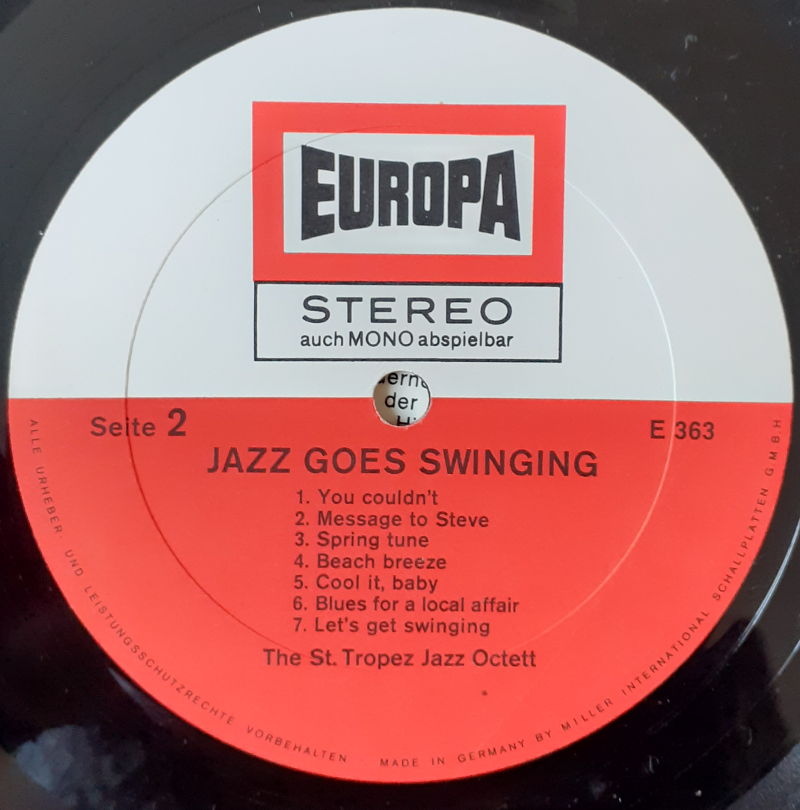 EUROPA
STEREO
auch MONO abspielbar
der
Seite 2
E 363
JAZZ GOES SWINGING
1. You couldn't
2. Message to Steve
3. Spring tune
4. Beach breeze
5. Cool it, baby
6. Blues for a local affair
7. Let's get swinging
The St. Tropez Jazz Octett
ALLE URHEBER- UND LEISTUNGSSCHUTZRECHTE VORBEHALTEN
MADE IN GERMANY BY MILLER INTERNATIONAL SCHALLPLATTEN G.M.B.H